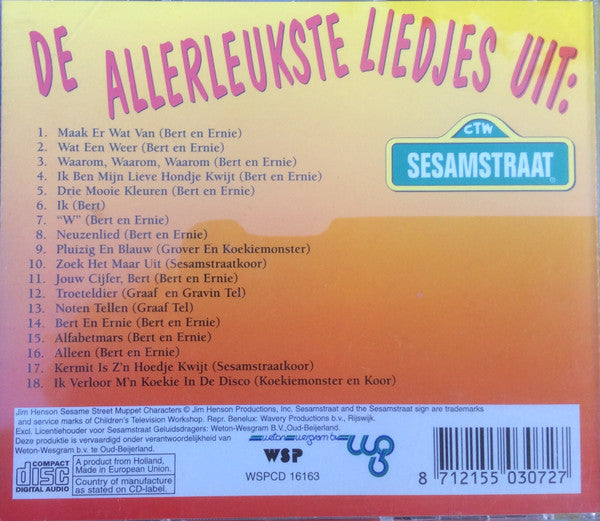 DE ALLERLEUKSTE LIEDJES UIT:
CTW
SESAMSTRAAT®
1. Maak Er Wat Van (Bert en Ernie)
2. Wat Een Weer (Bert en Ernie)
3. Waarom, Waarom, Waarom (Bert en Ernie)
4. Ik Ben Mijn Lieve Hondje Kwijt (Bert en Ernie)
5. Drie Mooie Kleuren (Bert en Ernie)
6. Ik (Bert)
7. “W” (Bert en Ernie)
8. Neuzenlied (Bert en Ernie)
9. Pluizig En Blauw (Grover En Koekiemonster)
10. Zoek Het Maar Uit (Sesamstraatkoor)
11. Jouw Cijfer, Bert (Bert en Ernie)
12. Troeteldier (Graaf en Gravin Tel)
13. Noten Tellen (Graaf Tel)
14. Bert En Ernie (Bert en Ernie)
15. Alfabetmars (Bert en Ernie)
16. Alleen (Bert en Ernie)
17. Kermit Is Z'n Hoedje Kwijt (Sesamstraatkoor)
18. Ik Verloor M'n Koekie In De Disco (Koekiemonster en Koor)
Jim Henson Sesame Street Muppet Characters © Jim Henson Productions, Inc. Sesamstraat and the Sesamstraat sign are trademarks
and service marks of Children's Television Workshop. Repr. Benelux: Wavery Productions b.v., Rijswijk.
Excl. Licentiehouder voor Sesamstraat Geluidsdragers: Weton-Wesgram B.V., Oud-Beijerland.
Deze produktie is vervaardigd onder verantwoordelijkheid van
Weton-Wesgram b.v. te Oud-Beijerland.
weton wesgram bv
WSP
WSPCD 16163
COMPACT
disc
DIGITAL AUDIO
A product from Holland,
Made in European Union.
Country of manufacture
as stated on CD-label.
8 712155 030727